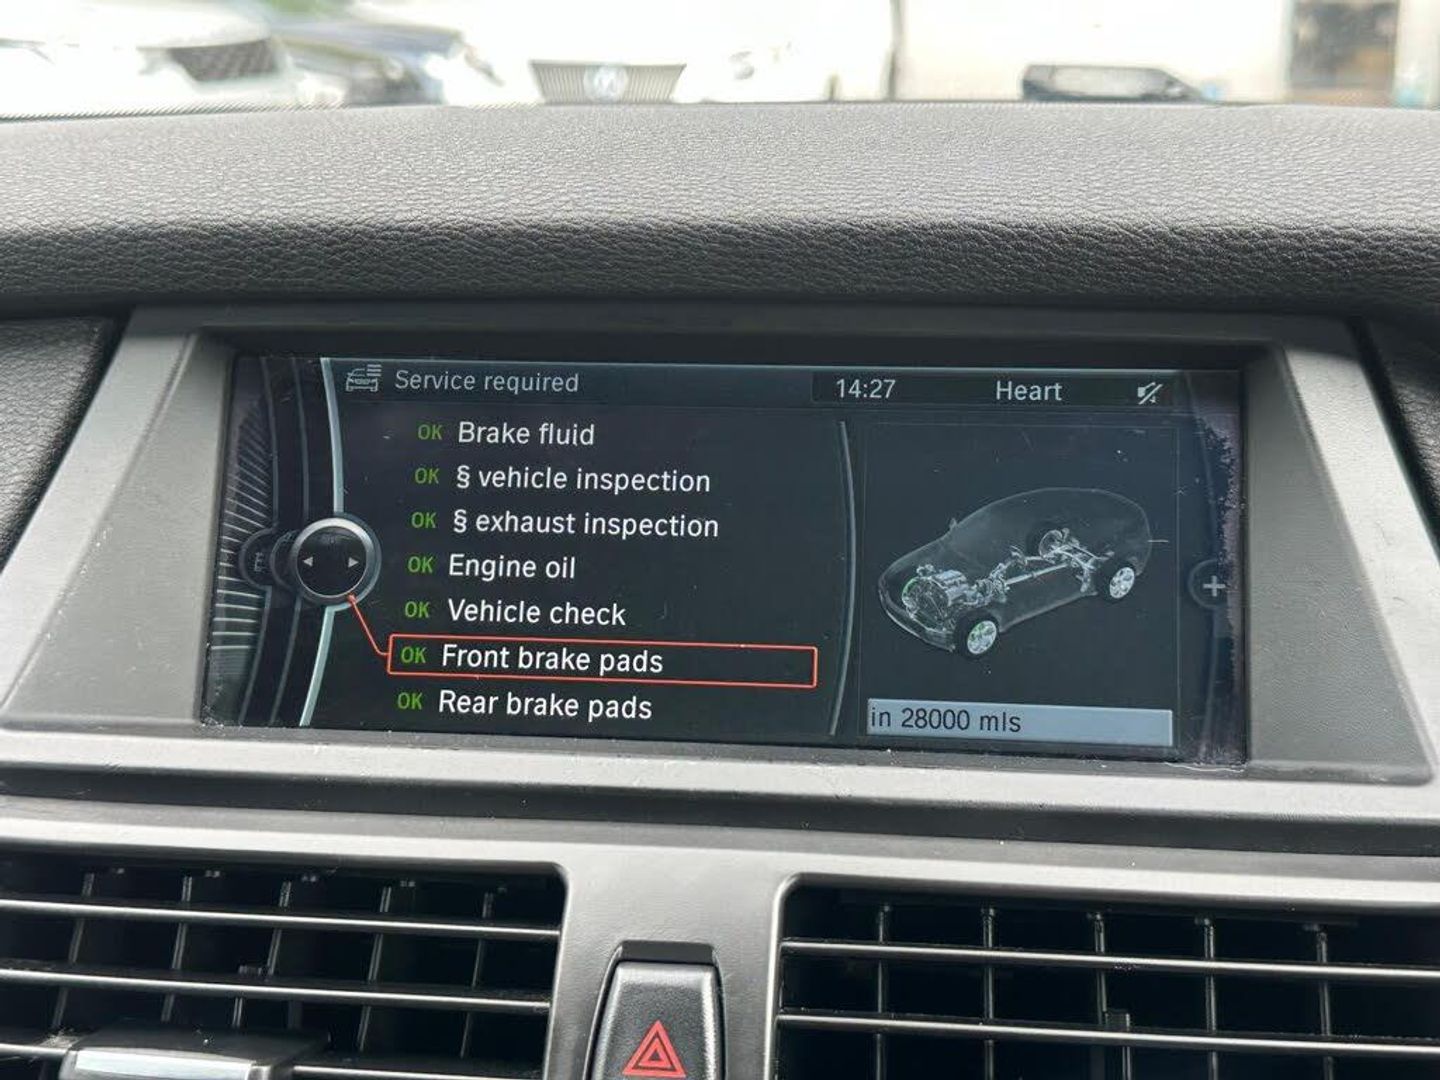 Service required
14:27 Heart
OK Brake fluid
OK § vehicle inspection
OK § exhaust inspection
OK Engine oil
OK Vehicle check
OK Front brake pads
OK Rear brake pads
in 28000 mls